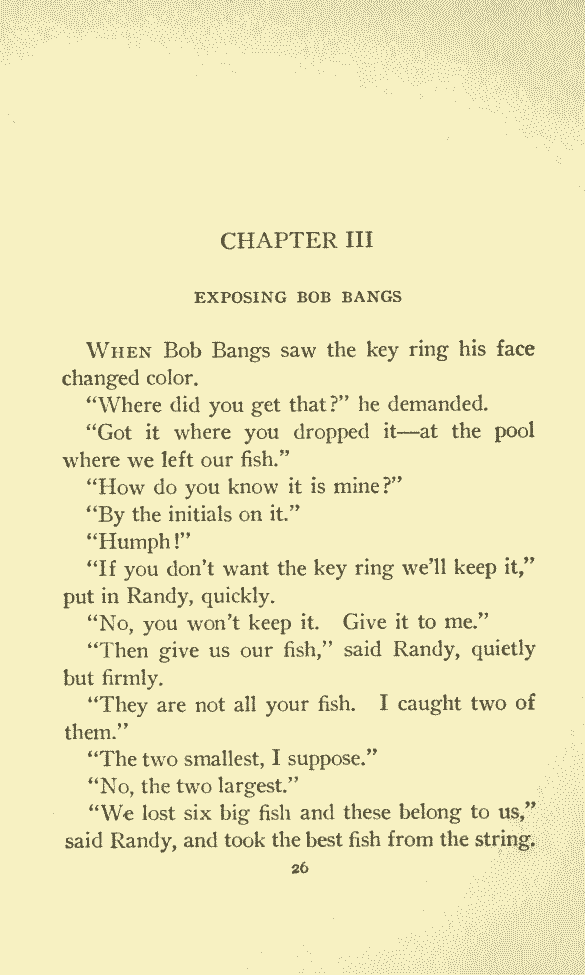 CHAPTER III
EXPOSING BOB BANGS
WHEN Bob Bangs saw the key ring his face
changed color.
“Where did you get that?” he demanded.
“Got it where you dropped it—at the pool
where we left our fish.”
“How do you know it is mine?”
“By the initials on it.”
“Humph!”
“If you don’t want the key ring we’ll keep it,”
put in Randy, quickly.
“No, you won’t keep it. Give it to me.”
“Then give us our fish,” said Randy, quietly
but firmly.
“They are not all your fish. I caught two of
them.”
“The two smallest, I suppose.”
“No, the two largest.”
“We lost six big fish and these belong to us,”
said Randy, and took the best fish from the string.
26